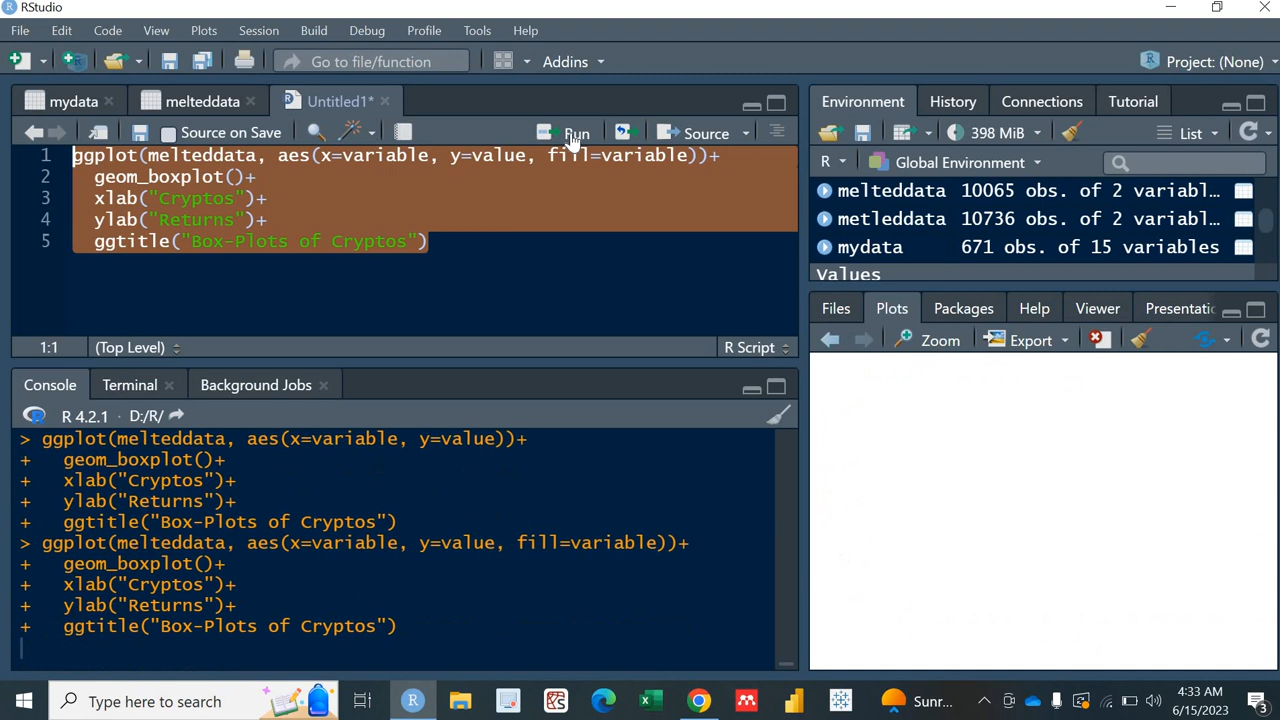 RStudio
File Edit Code View Plots Session Build Debug Profile Tools Help
Go to file/function Addins Project: (None)
mydata melteddata Untitled1*
Source on Save Run Source
1 ggplot(melteddata, aes(x=variable, y=value, fill=variable))+
2 geom_boxplot()+
3 xlab("Cryptos")+
4 ylab("Returns")+
5 ggtitle("Box-Plots of Cryptos")
1:1 (Top Level) R Script
Console Terminal Background Jobs
R 4.2.1 · D:/R/
> ggplot(melteddata, aes(x=variable, y=value))+
+ geom_boxplot()+
+ xlab("Cryptos")+
+ ylab("Returns")+
+ ggtitle("Box-Plots of Cryptos")
> ggplot(melteddata, aes(x=variable, y=value, fill=variable))+
+ geom_boxplot()+
+ xlab("Cryptos")+
+ ylab("Returns")+
+ ggtitle("Box-Plots of Cryptos")
Environment History Connections Tutorial
398 MiB List
R Global Environment
melteddata 10065 obs. of 2 variabl…
metleddata 10736 obs. of 2 variabl…
mydata 671 obs. of 15 variables
Values
Files Plots Packages Help Viewer Presentatic
Zoom Export
Type here to search Sunr... 4:33 AM
6/15/2023 3